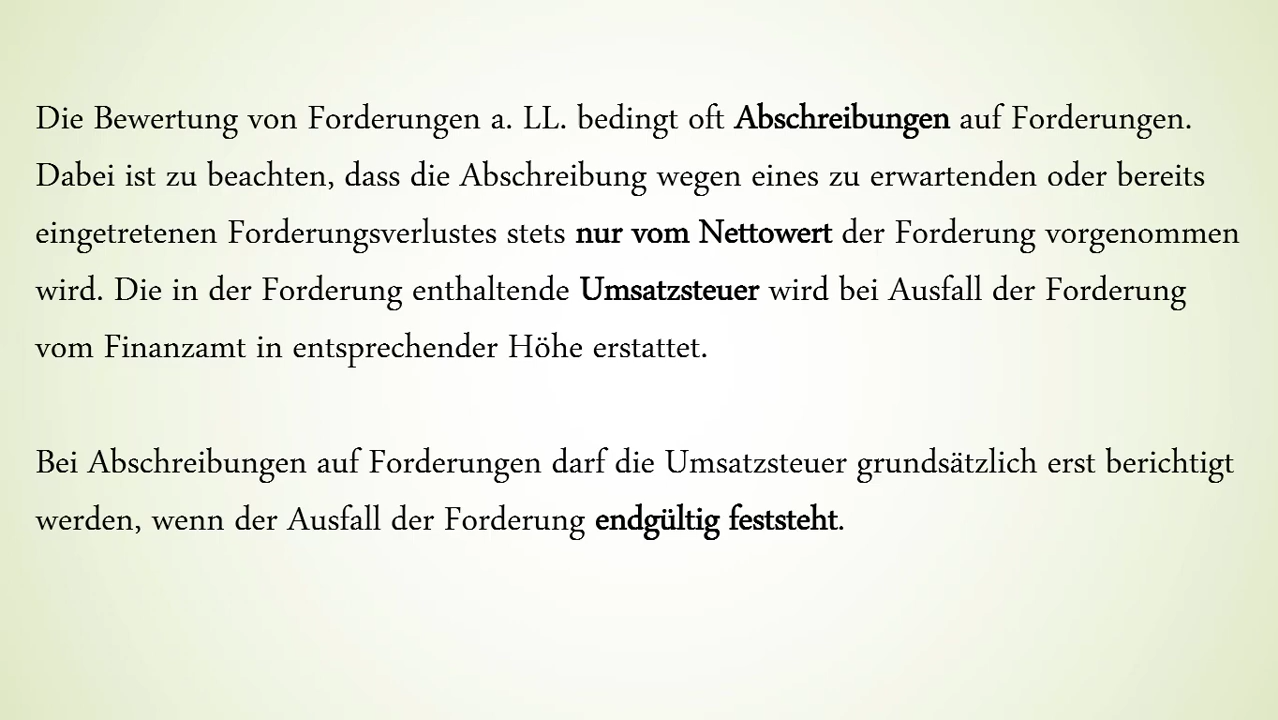 Die Bewertung von Forderungen a. LL. bedingt oft Abschreibungen auf Forderungen.
Dabei ist zu beachten, dass die Abschreibung wegen eines zu erwartenden oder bereits
eingetretenen Forderungsverlustes stets nur vom Nettowert der Forderung vorgenommen
wird. Die in der Forderung enthaltende Umsatzsteuer wird bei Ausfall der Forderung
vom Finanzamt in entsprechender Höhe erstattet.
Bei Abschreibungen auf Forderungen darf die Umsatzsteuer grundsätzlich erst berichtigt
werden, wenn der Ausfall der Forderung endgültig feststeht.